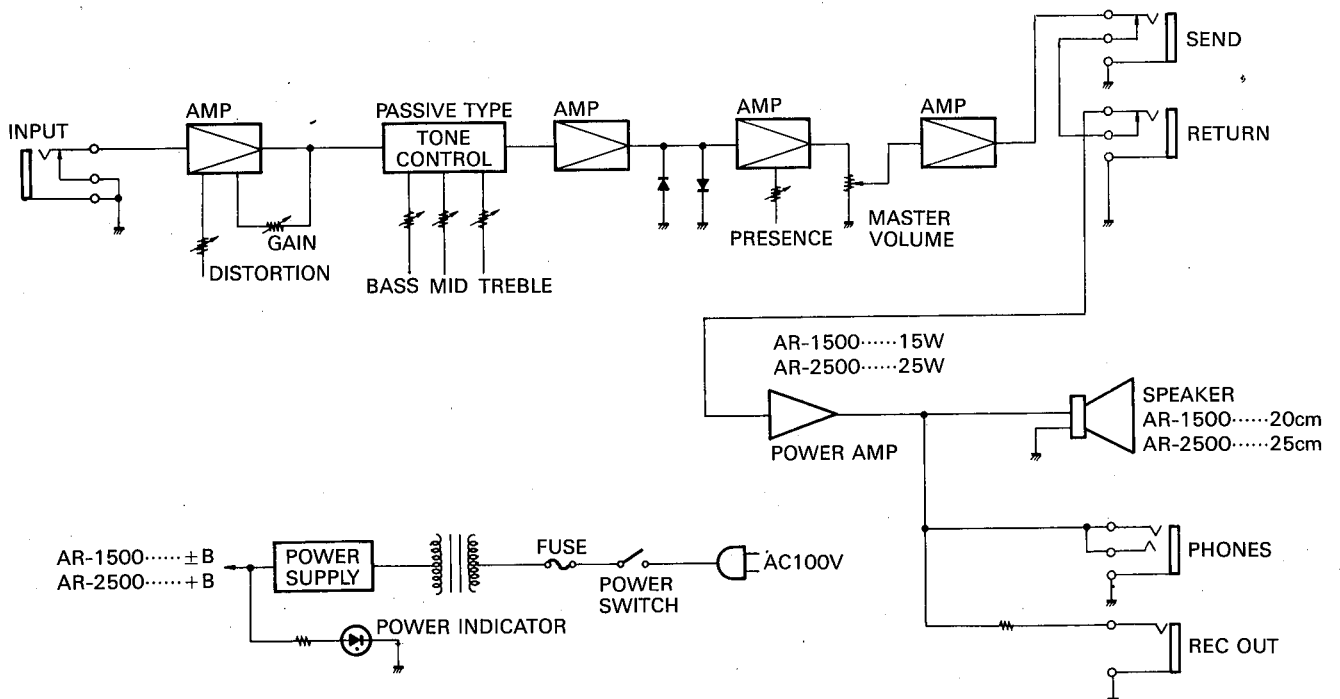 SEND
RETURN
INPUT
AMP
GAIN
DISTORTION
PASSIVE TYPE
TONE
CONTROL
BASS MID TREBLE
AMP
AMP
PRESENCE
MASTER
VOLUME
AMP
AR-1500······15W
AR-2500······25W
POWER AMP
SPEAKER
AR-1500······20cm
AR-2500······25cm
AR-1500······±B
AR-2500······+B
POWER
SUPPLY
FUSE
POWER
SWITCH
AC100V
POWER INDICATOR
PHONES
REC OUT